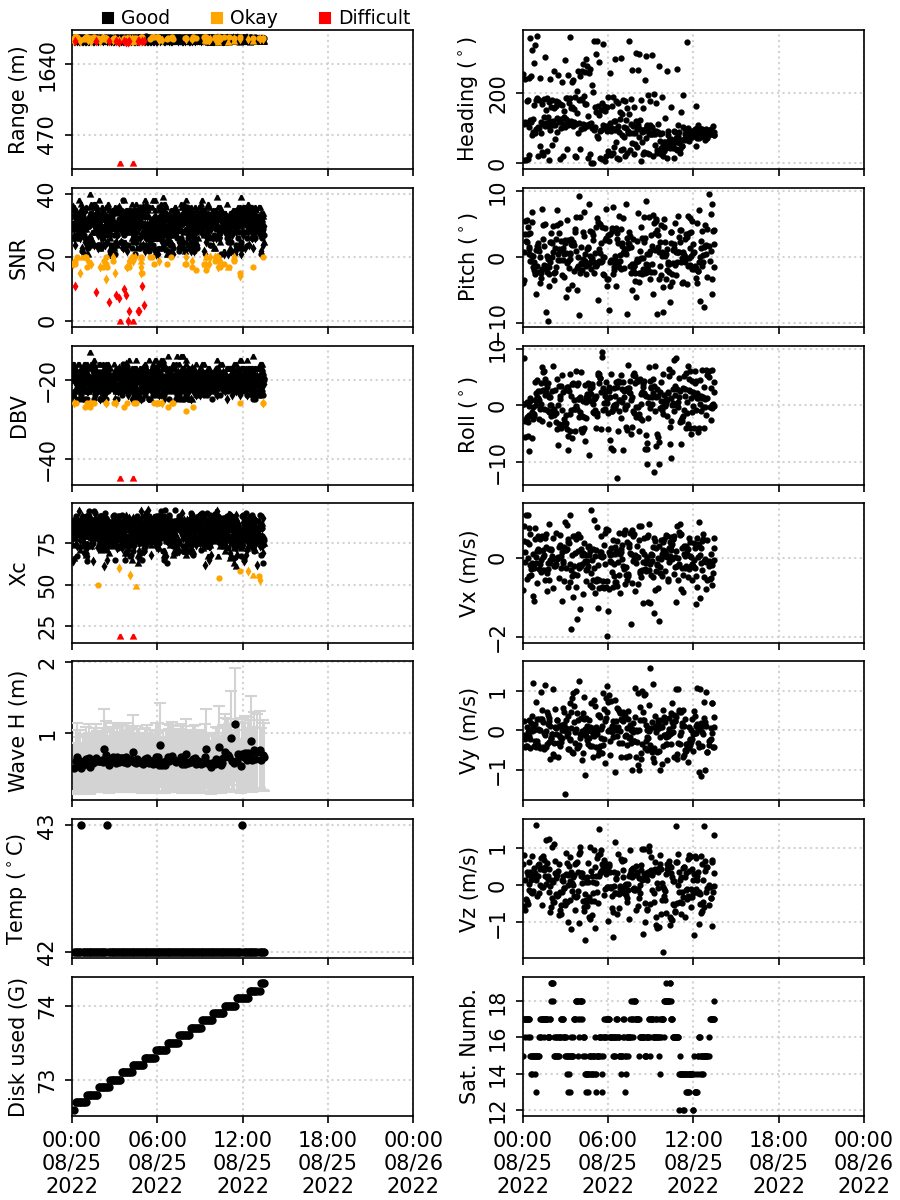 Good Okay Difficult
Range (m)
1640
470
Heading (°)
200
0
SNR
40
20
0
Pitch (°)
10
0
−10
DBV
−20
−40
Roll (°)
10
0
−10
Xc
75
50
25
Vx (m/s)
0
−2
Wave H (m)
2
1
Vy (m/s)
1
0
−1
Temp (°C)
43
42
Vz (m/s)
1
0
−1
Disk used (G)
74
73
Sat. Numb.
18
16
14
12
00:00 06:00 12:00 18:00 00:00 00:00 06:00 12:00 18:00 00:00
08/25 08/25 08/25 08/25 08/26 08/25 08/25 08/25 08/25 08/26
2022 2022 2022 2022 2022 2022 2022 2022 2022 2022